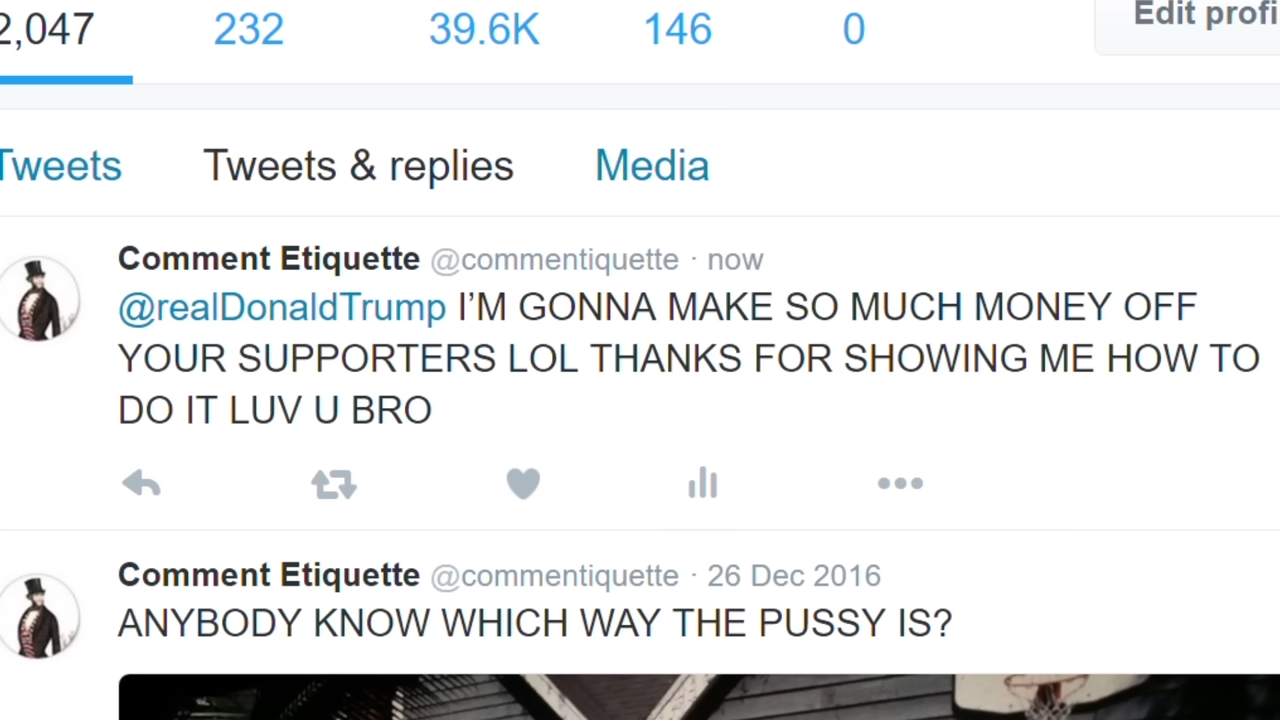 2,047 232 39.6K 146 0 Edit profi
Tweets Tweets & replies Media
Comment Etiquette @commentiquette · now
@realDonaldTrump I’M GONNA MAKE SO MUCH MONEY OFF
YOUR SUPPORTERS LOL THANKS FOR SHOWING ME HOW TO
DO IT LUV U BRO
Comment Etiquette @commentiquette · 26 Dec 2016
ANYBODY KNOW WHICH WAY THE PUSSY IS?